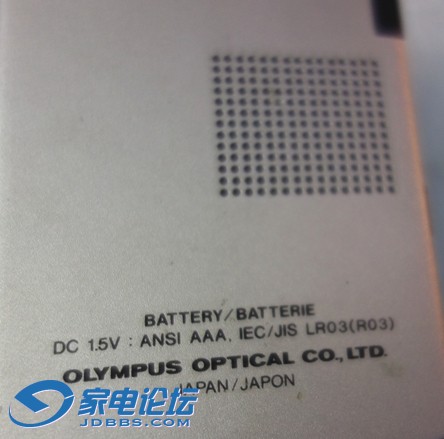 BATTERY/BATTERIE
DC 1.5V : ANSI AAA, IEC/JIS LR03(R03)
OLYMPUS OPTICAL CO., LTD.
JAPAN/JAPON
家电论坛
JDBBS.COM